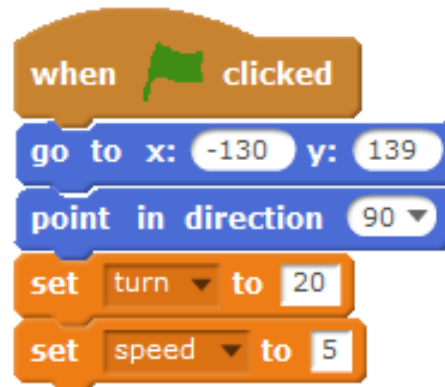 when clicked
go to x: -130 y: 139
point in direction 90
set turn to 20
set speed to 5